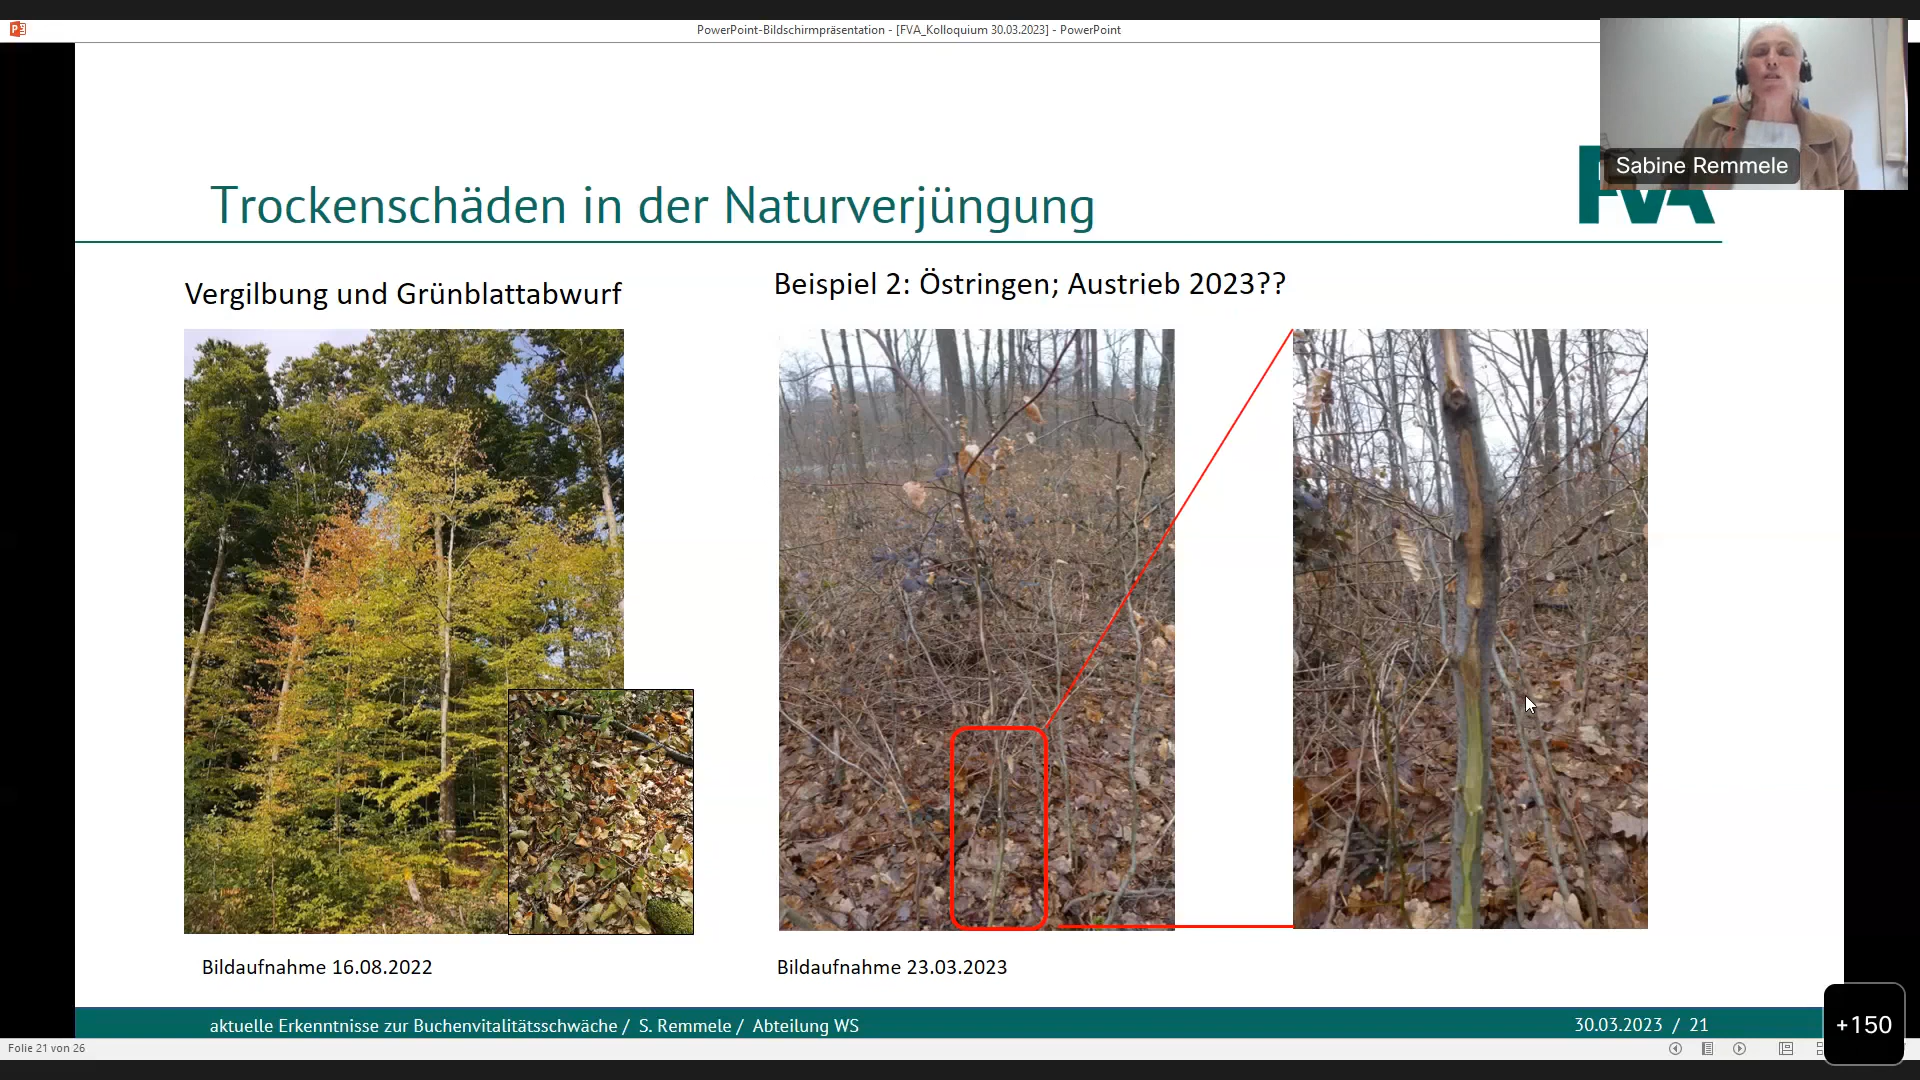 PowerPoint-Bildschirmpräsentation - [FVA_Kolloquium 30.03.2023] - PowerPoint
Sabine Remmele
FVA
Trockenschäden in der Naturverjüngung
Vergilbung und Grünblattabwurf
Beispiel 2: Östringen; Austrieb 2023??
Bildaufnahme 16.08.2022
Bildaufnahme 23.03.2023
aktuelle Erkenntnisse zur Buchenvitalitätsschwäche / S. Remmele / Abteilung WS
30.03.2023 / 21
+150
Folie 21 von 26